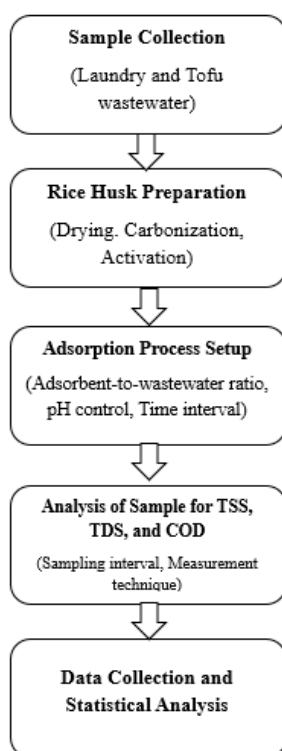 Sample Collection
(Laundry and Tofu
wastewater)
Rice Husk Preparation
(Drying. Carbonization,
Activation)
Adsorption Process Setup
(Adsorbent-to-wastewater ratio,
pH control, Time interval)
Analysis of Sample for TSS,
TDS, and COD
(Sampling interval, Measurement
technique)
Data Collection and
Statistical Analysis